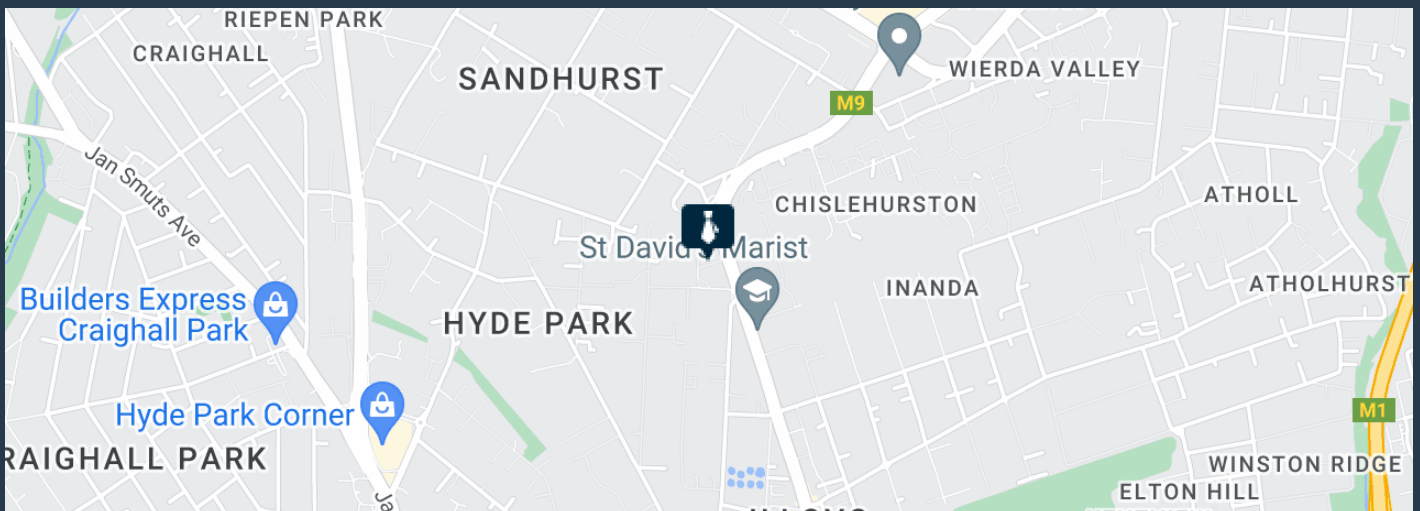 RIEPEN PARK
CRAIGHALL
SANDHURST
WIERDA VALLEY
M9
Jan Smuts Ave
ATHOLL
CHISLEHURSTON
St David's Marist
INANDA
ATHOLHURST
Builders Express
Craighall Park
HYDE PARK
Hyde Park Corner
M1
RAIGHALL PARK
WINSTON RIDGE
ELTON HILL
Ja